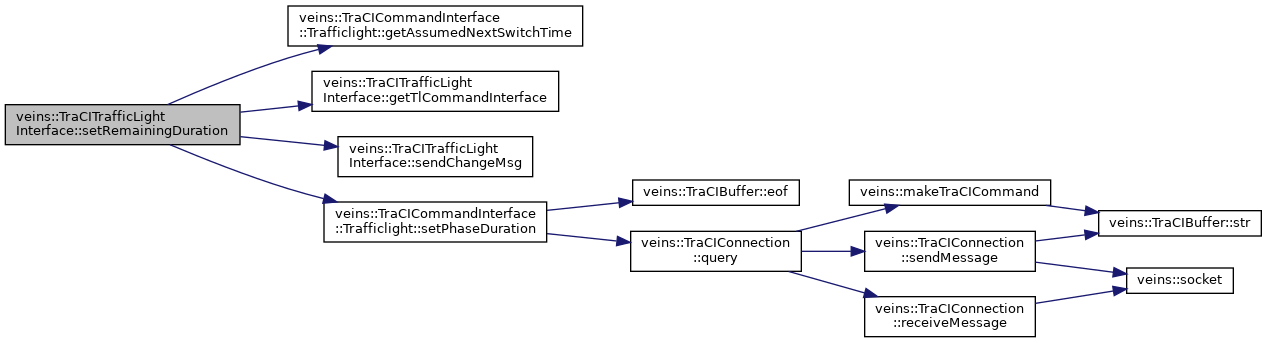 veins::TraCITrafficLight
Interface::setRemainingDuration
veins::TraCICommandInterface
::Trafficlight::getAssumedNextSwitchTime
veins::TraCITrafficLight
Interface::getTlCommandInterface
veins::TraCITrafficLight
Interface::sendChangeMsg
veins::TraCICommandInterface
::Trafficlight::setPhaseDuration
veins::TraCIBuffer::eof
veins::TraCIConnection
::query
veins::makeTraCICommand
veins::TraCIConnection
::sendMessage
veins::TraCIConnection
::receiveMessage
veins::TraCIBuffer::str
veins::socket